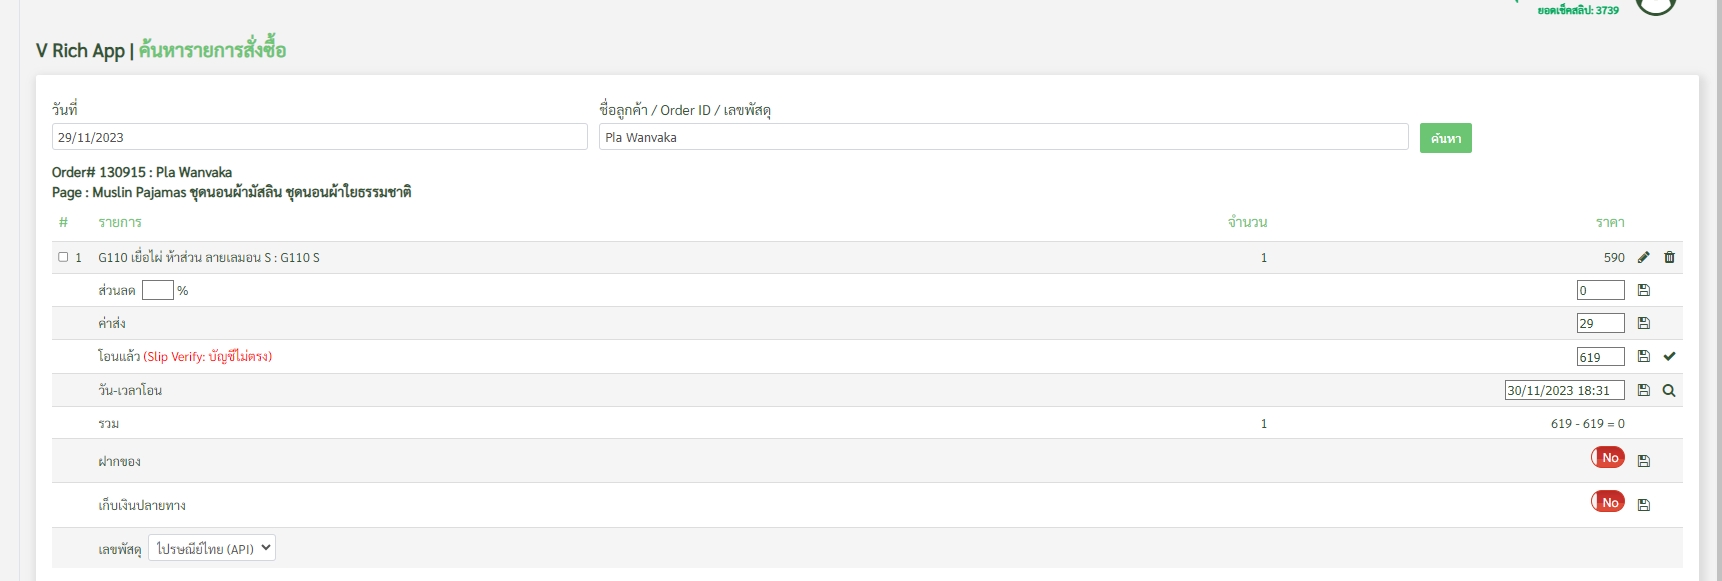 ยอดเช็คสลิป: 3739
V Rich App | ค้นหารายการสั่งซื้อ
วันที่
ชื่อลูกค้า / Order ID / เลขพัสดุ
29/11/2023
Pla Wanvaka
ค้นหา
Order# 130915 : Pla Wanvaka
Page : Muslin Pajamas ชุดนอนผ้ามัสลิน ชุดนอนผ้าใยธรรมชาติ
# รายการ จำนวน ราคา
1 G110 เยื่อไผ่ ห้าส่วน ลายเลมอน S : G110 S 1 590
ส่วนลด % 0
ค่าส่ง 29
โอนแล้ว (Slip Verify: บัญชีไม่ตรง) 619
วัน-เวลาโอน 30/11/2023 18:31
รวม 1 619 - 619 = 0
ฝากของ No
เก็บเงินปลายทาง No
เลขพัสดุ ไปรษณีย์ไทย (API)